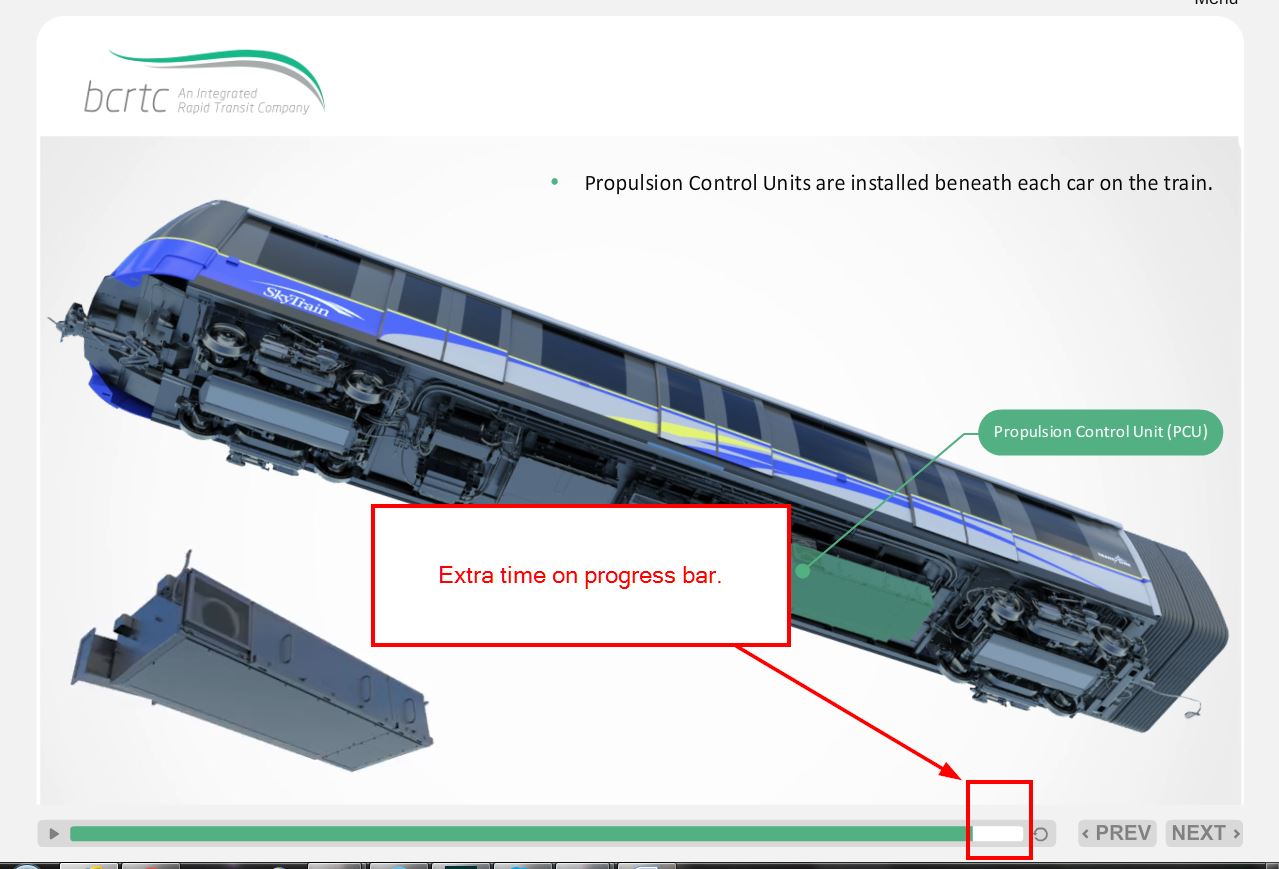 Menu
bcrtc An Integrated
Rapid Transit Company
• Propulsion Control Units are installed beneath each car on the train.
SkyTrain
Propulsion Control Unit (PCU)
Extra time on progress bar.
‹ PREV NEXT ›